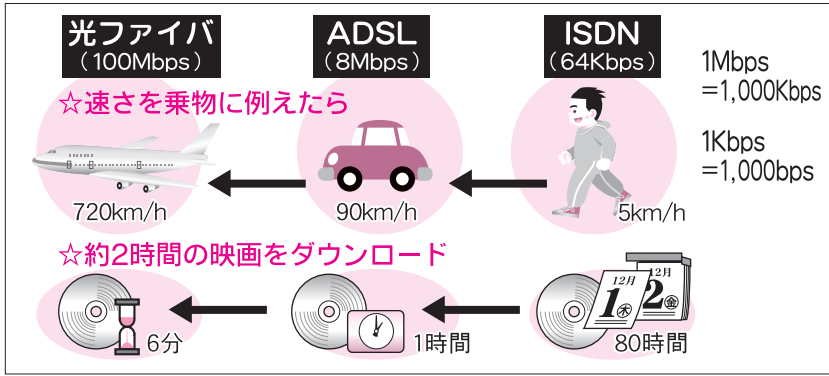 光ファイバ
（100Mbps）
ADSL
（8Mbps）
ISDN
（64Kbps）
1Mbps
=1,000Kbps
1Kbps
=1,000bps
☆速さを乗物に例えたら
720km/h
90km/h
5km/h
☆約2時間の映画をダウンロード
6分
1時間
12月
1
水
12月
2
金
80時間